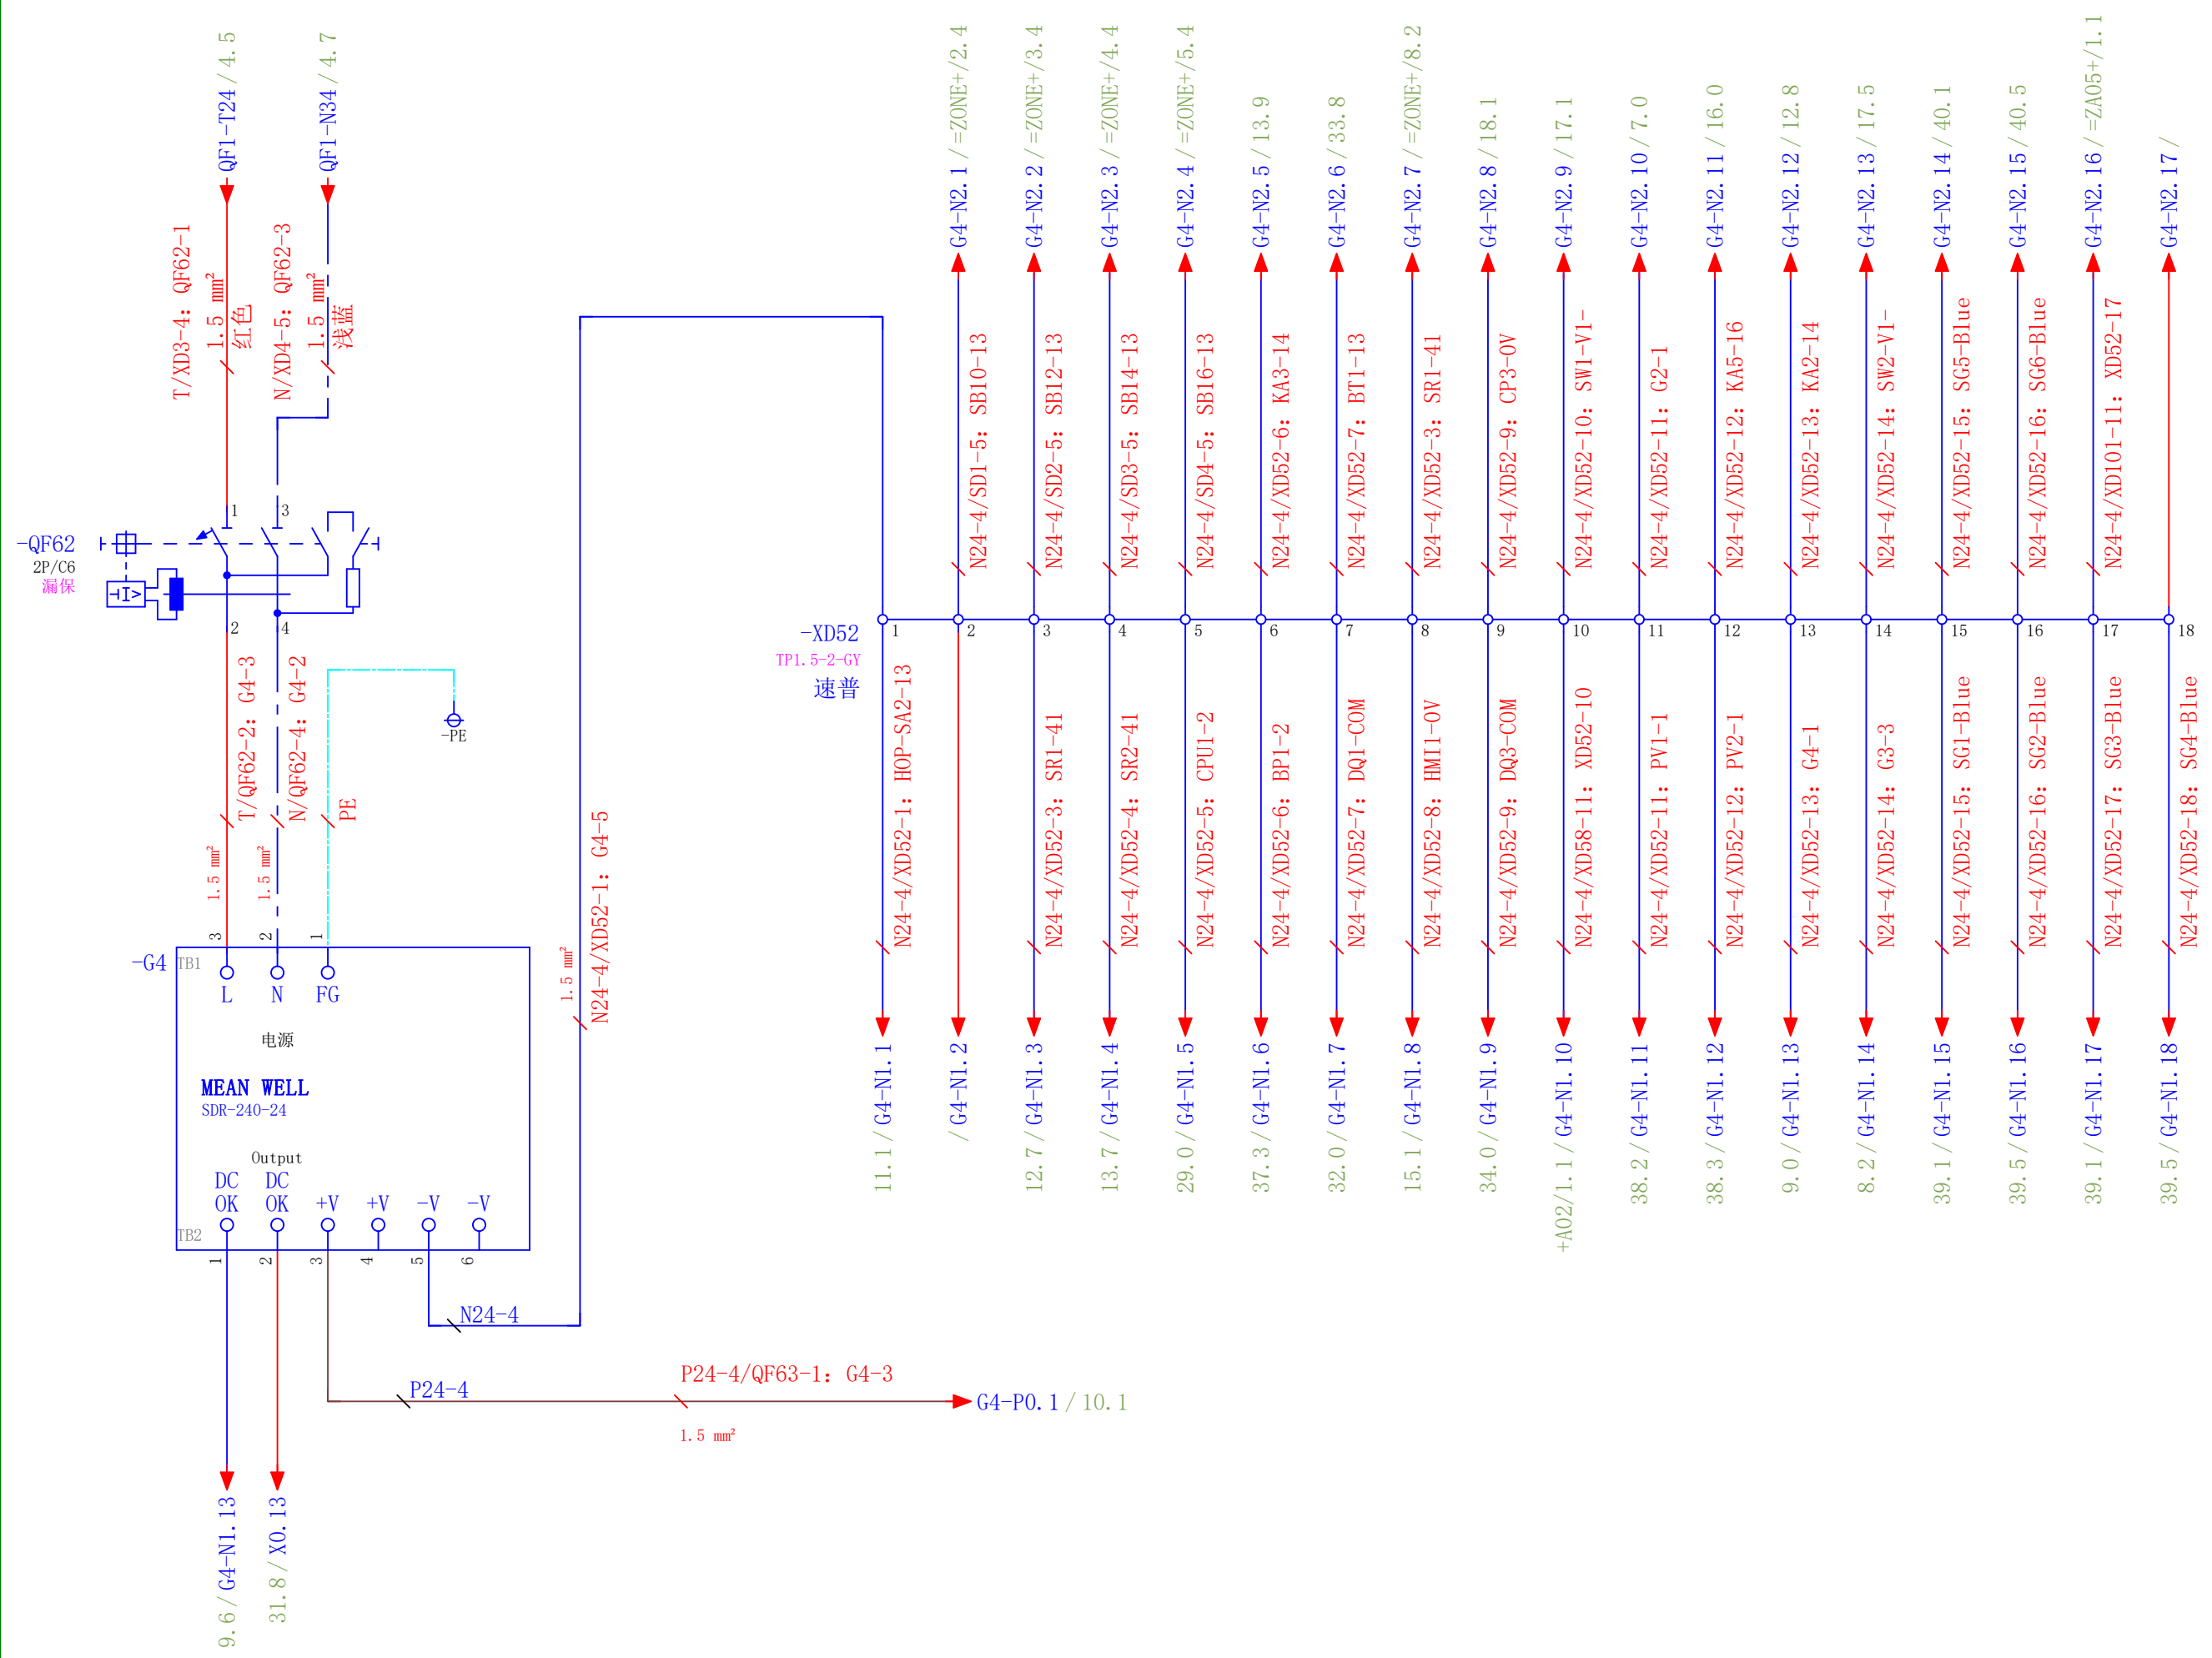 QF1-T24 / 4.5
QF1-N34 / 4.7
T/XD3-4: QF62-1
1.5 mm²
红色
N/XD4-5: QF62-3
1.5 mm²
浅蓝
-QF62
2P/C6
漏保
1
3
2
4
T/QF62-2: G4-3
N/QF62-4: G4-2
PE
-PE
1.5 mm²
1.5 mm²
3
2
1
-G4
TB1
L
N
FG
电源
MEAN WELL
SDR-240-24
Output
DC OK
DC OK
+V
+V
-V
-V
TB2
1
2
3
4
5
6
N24-4
P24-4
P24-4/QF63-1: G4-3
1.5 mm²
G4-P0.1 / 10.1
9.6 / G4-N1.13
31.8 / X0.13
1.5 mm²
N24-4/XD52-1: G4-5
-XD52
TP1.5-2-GY
速普
G4-N2.1 /=ZONE+/2.4
G4-N2.2 /=ZONE+/3.4
G4-N2.3 /=ZONE+/4.4
G4-N2.4 /=ZONE+/5.4
G4-N2.5 / 13.9
G4-N2.6 / 33.8
G4-N2.7 /=ZONE+/8.2
G4-N2.8 / 18.1
G4-N2.9 / 17.1
G4-N2.10 / 7.0
G4-N2.11 / 16.0
G4-N2.12 / 12.8
G4-N2.13 / 17.5
G4-N2.14 / 40.1
G4-N2.15 / 40.5
G4-N2.16 /=ZA05+/1.1
G4-N2.17 /
N24-4/SD1-5: SB10-13
N24-4/SD2-5: SB12-13
N24-4/SD3-5: SB14-13
N24-4/SD4-5: SB16-13
N24-4/XD52-6: KA3-14
N24-4/XD52-7: BT1-13
N24-4/XD52-3: SR1-41
N24-4/XD52-9: CP3-0V
N24-4/XD52-10: SW1-V1-
N24-4/XD52-11: G2-1
N24-4/XD52-12: KA5-16
N24-4/XD52-13: KA2-14
N24-4/XD52-14: SW2-V1-
N24-4/XD52-15: SG5-Blue
N24-4/XD52-16: SG6-Blue
N24-4/XD101-11: XD52-17
1
2
3
4
5
6
7
8
9
10
11
12
13
14
15
16
17
18
N24-4/XD52-1: HOP-SA2-13
N24-4/XD52-3: SR1-41
N24-4/XD52-4: SR2-41
N24-4/XD52-5: CPU1-2
N24-4/XD52-6: BP1-2
N24-4/XD52-7: DQ1-COM
N24-4/XD52-8: HMI1-0V
N24-4/XD52-9: DQ3-COM
N24-4/XD58-11: XD52-10
N24-4/XD52-11: PV1-1
N24-4/XD52-12: PV2-1
N24-4/XD52-13: G4-1
N24-4/XD52-14: G3-3
N24-4/XD52-15: SG1-Blue
N24-4/XD52-16: SG2-Blue
N24-4/XD52-17: SG3-Blue
N24-4/XD52-18: SG4-Blue
11.1 / G4-N1.1
/ G4-N1.2
12.7 / G4-N1.3
13.7 / G4-N1.4
29.0 / G4-N1.5
37.3 / G4-N1.6
32.0 / G4-N1.7
15.1 / G4-N1.8
34.0 / G4-N1.9
+A02/1.1 / G4-N1.10
38.2 / G4-N1.11
38.3 / G4-N1.12
9.0 / G4-N1.13
8.2 / G4-N1.14
39.1 / G4-N1.15
39.5 / G4-N1.16
39.1 / G4-N1.17
39.5 / G4-N1.18